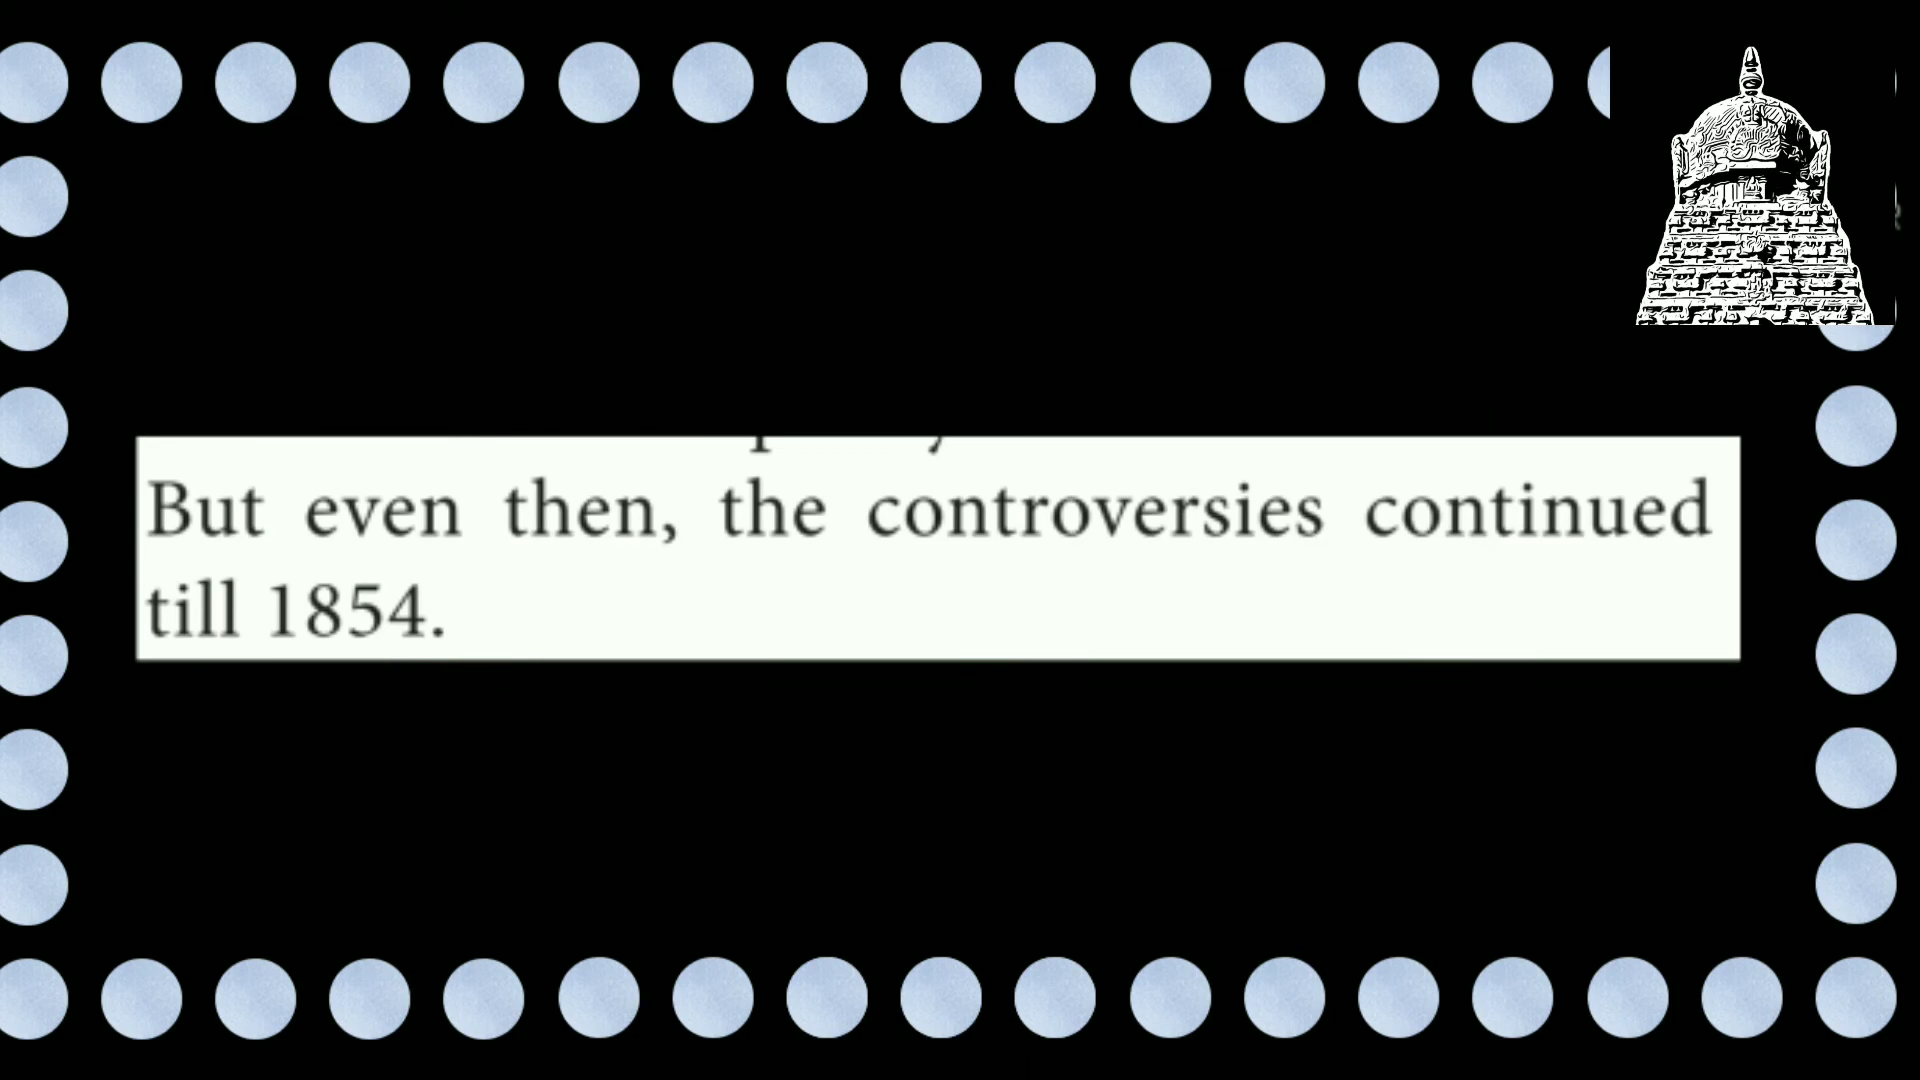 But even then, the controversies continued
till 1854.